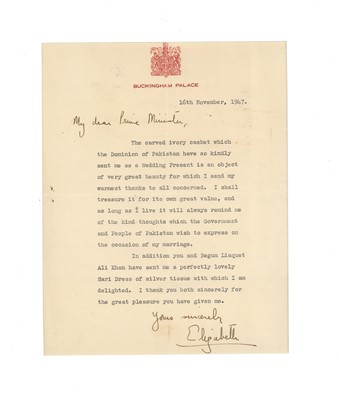 BUCKINGHAM PALACE
16th November, 1947.
My dear Prime Minister,
The carved ivory casket which
the Dominion of Pakistan have so kindly
sent me as a Wedding Present is an object
of very great beauty for which I send my
warmest thanks to all concerned. I shall
treasure it for its own great value, and
as long as I live it will always remind me
of the kind thoughts which the Government
and People of Pakistan wish to express on
the occasion of my marriage.
In addition you and Begum Liaquat
Ali Khan have sent me a perfectly lovely
Sari Dress of silver tissue with which I am
delighted. I thank you both sincerely for
the great pleasure you have given me.
Yours sincerely
Elizabeth